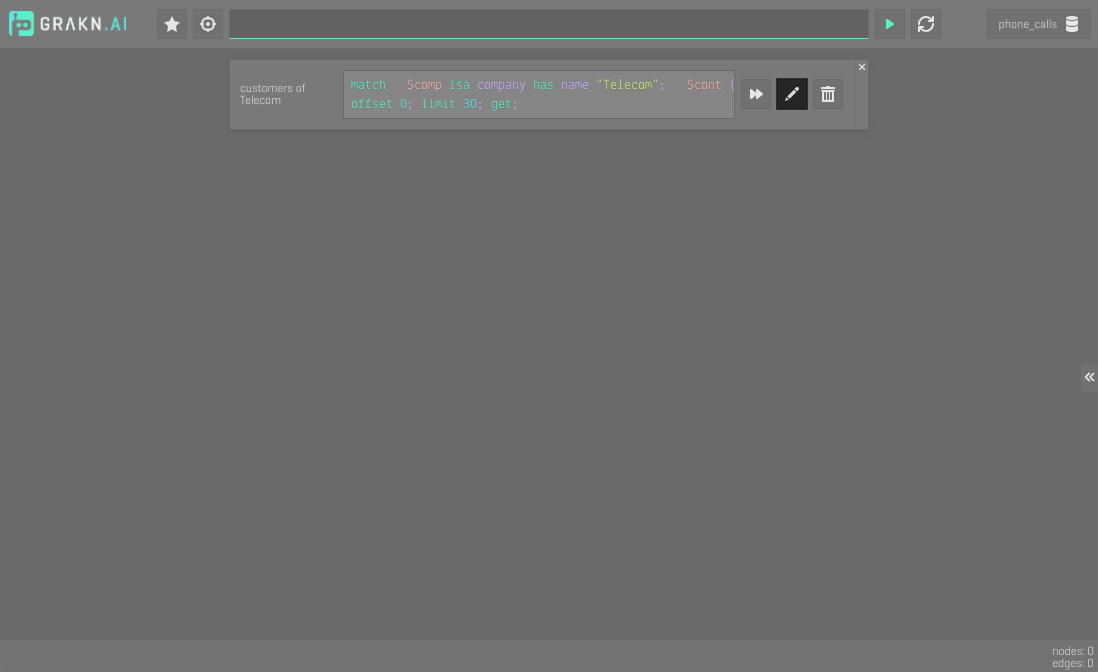 GRAKN.AI
phone_calls
customers of
Telecom
match $comp isa company has name "Telecom"; $cont (
offset 0; limit 30; get;
nodes: 0
edges: 0